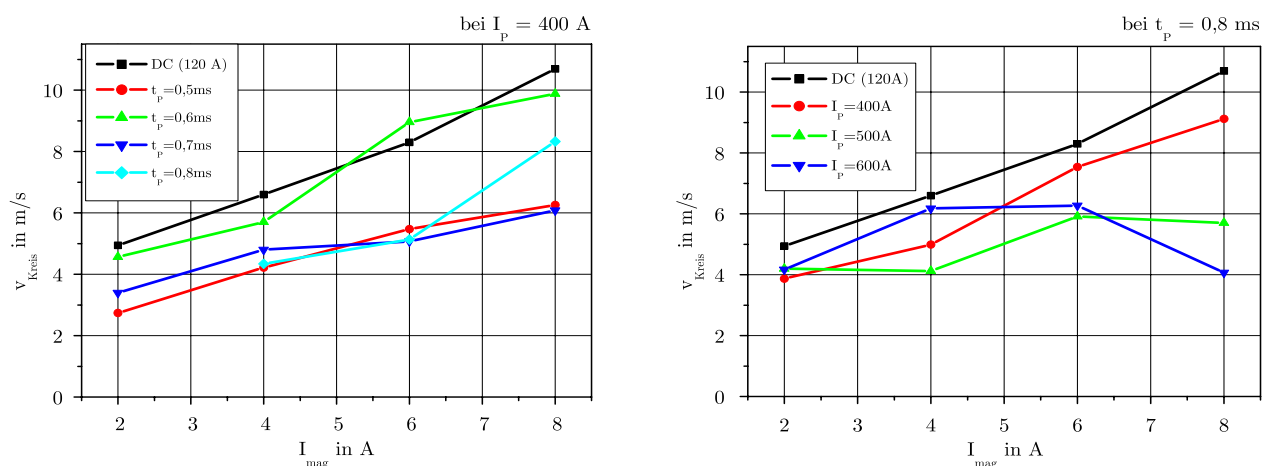 bei I_P = 400 A
DC (120 A)
t_P=0,5ms
t_P=0,6ms
t_P=0,7ms
t_P=0,8ms
10
8
6
4
2
0
v_Kreis in m/s
2 3 4 5 6 7 8
I_mag in A
bei t_P = 0,8 ms
DC (120A)
I_P=400A
I_P=500A
I_P=600A
10
8
6
4
2
0
v_Kreis in m/s
2 3 4 5 6 7 8
I_mag in A